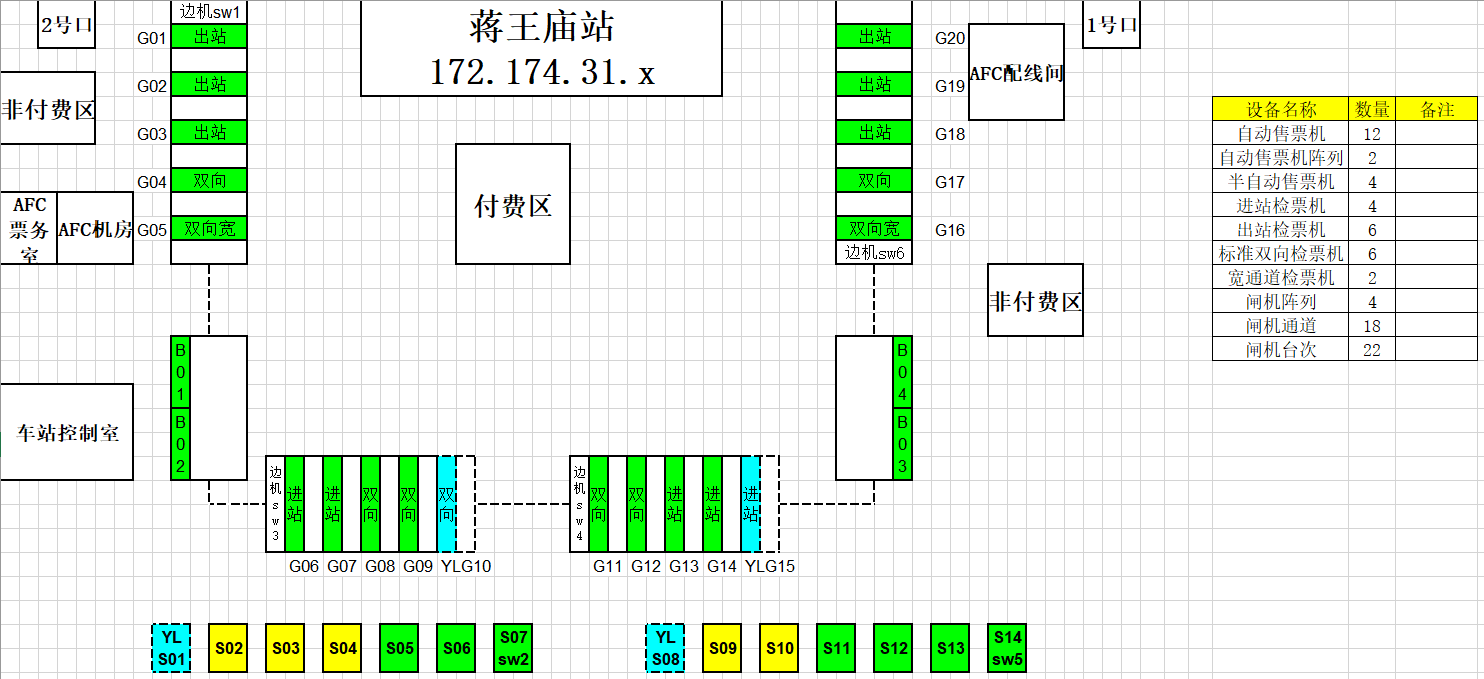 边机sw1
2号口
蒋王庙站
172.174.31.x
1号口
G01
出站
出站
G20
G02
出站
出站
G19
AFC配线间
非付费区
G03
出站
出站
G18
G04
双向
双向
G17
付费区
AFC
票务
室
AFC机房
G05
双向宽
双向宽
G16
边机sw6
非付费区
设备名称 数量 备注
自动售票机 12
自动售票机阵列 2
半自动售票机 4
进站检票机 4
出站检票机 6
标准双向检票机 6
宽通道检票机 2
闸机阵列 4
闸机通道 18
闸机台次 22
B01
B02
B04
B03
车站控制室
边机sw3
进站
进站
双向
双向
双向
边机sw4
双向
双向
进站
进站
进站
G06 G07 G08 G09 YLG10
G11 G12 G13 G14 YLG15
YL
S01
S02
S03
S04
S05
S06
S07
sw2
YL
S08
S09
S10
S11
S12
S13
S14
sw5